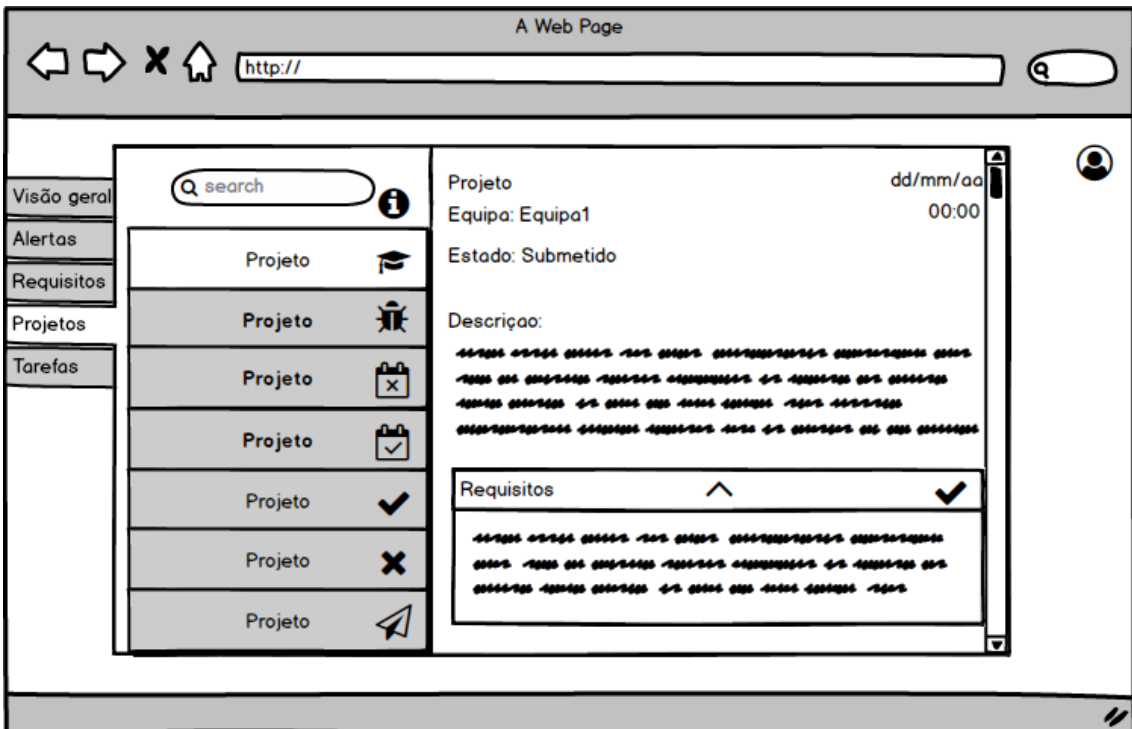 A Web Page
http://
Visão geral
Alertas
Requisitos
Projetos
Tarefas
search
Projeto
Projeto
Projeto
Projeto
Projeto
Projeto
Projeto
Projeto
dd/mm/aa
Equipa: Equipa1
00:00
Estado: Submetido
Descriçao:
Requisitos